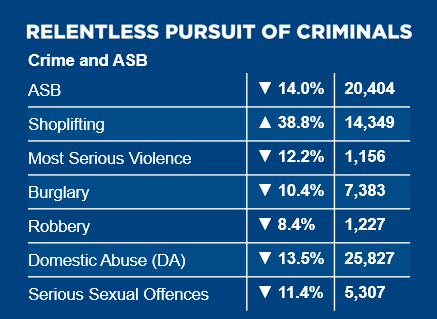 RELENTLESS PURSUIT OF CRIMINALS
Crime and ASB
ASB ▼ 14.0% 20,404
Shoplifting ▲ 38.8% 14,349
Most Serious Violence ▼ 12.2% 1,156
Burglary ▼ 10.4% 7,383
Robbery ▼ 8.4% 1,227
Domestic Abuse (DA) ▼ 13.5% 25,827
Serious Sexual Offences ▼ 11.4% 5,307